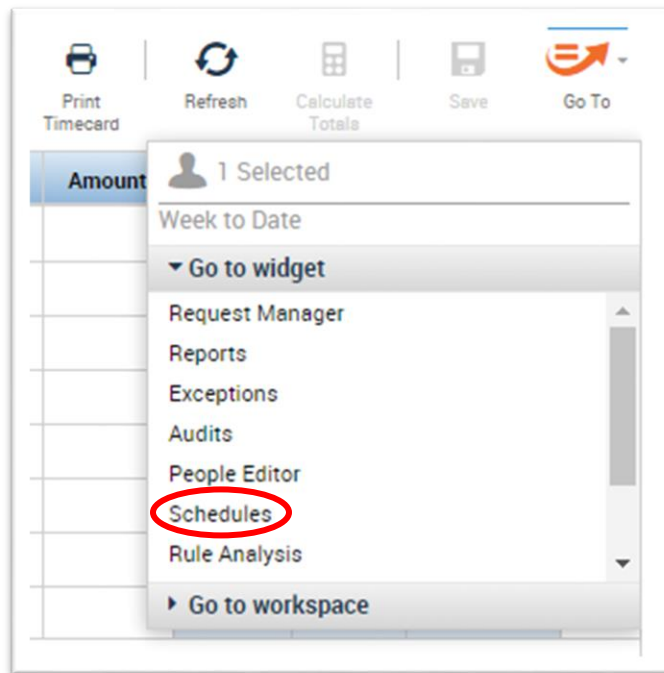 Print
Timecard
Refresh
Calculate
Totals
Save
Go To
Amount
1 Selected
Week to Date
Go to widget
Request Manager
Reports
Exceptions
Audits
People Editor
Schedules
Rule Analysis
Go to workspace